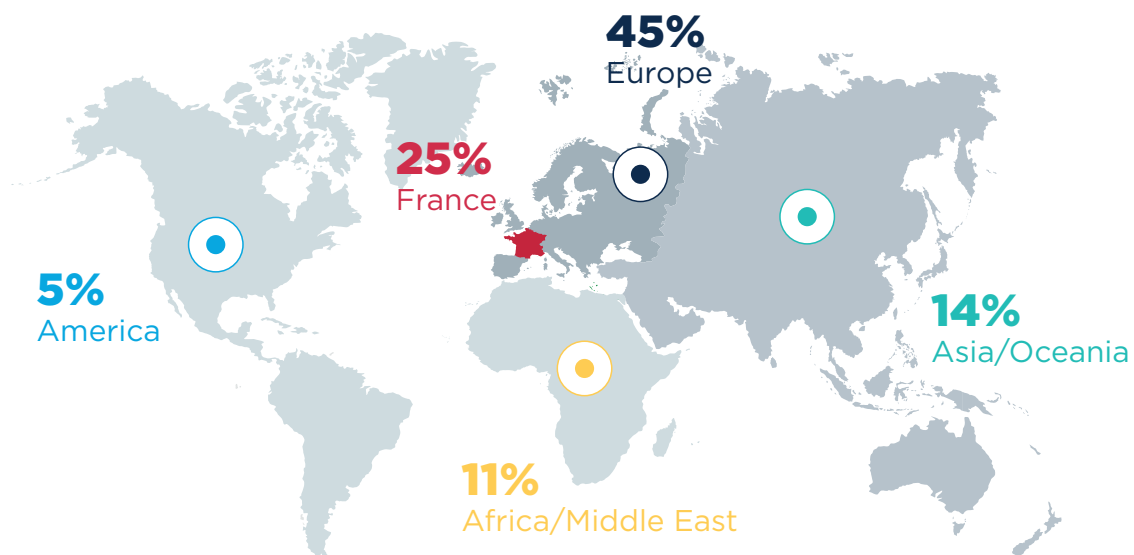 45%
Europe
25%
France
5%
America
14%
Asia/Oceania
11%
Africa/Middle East